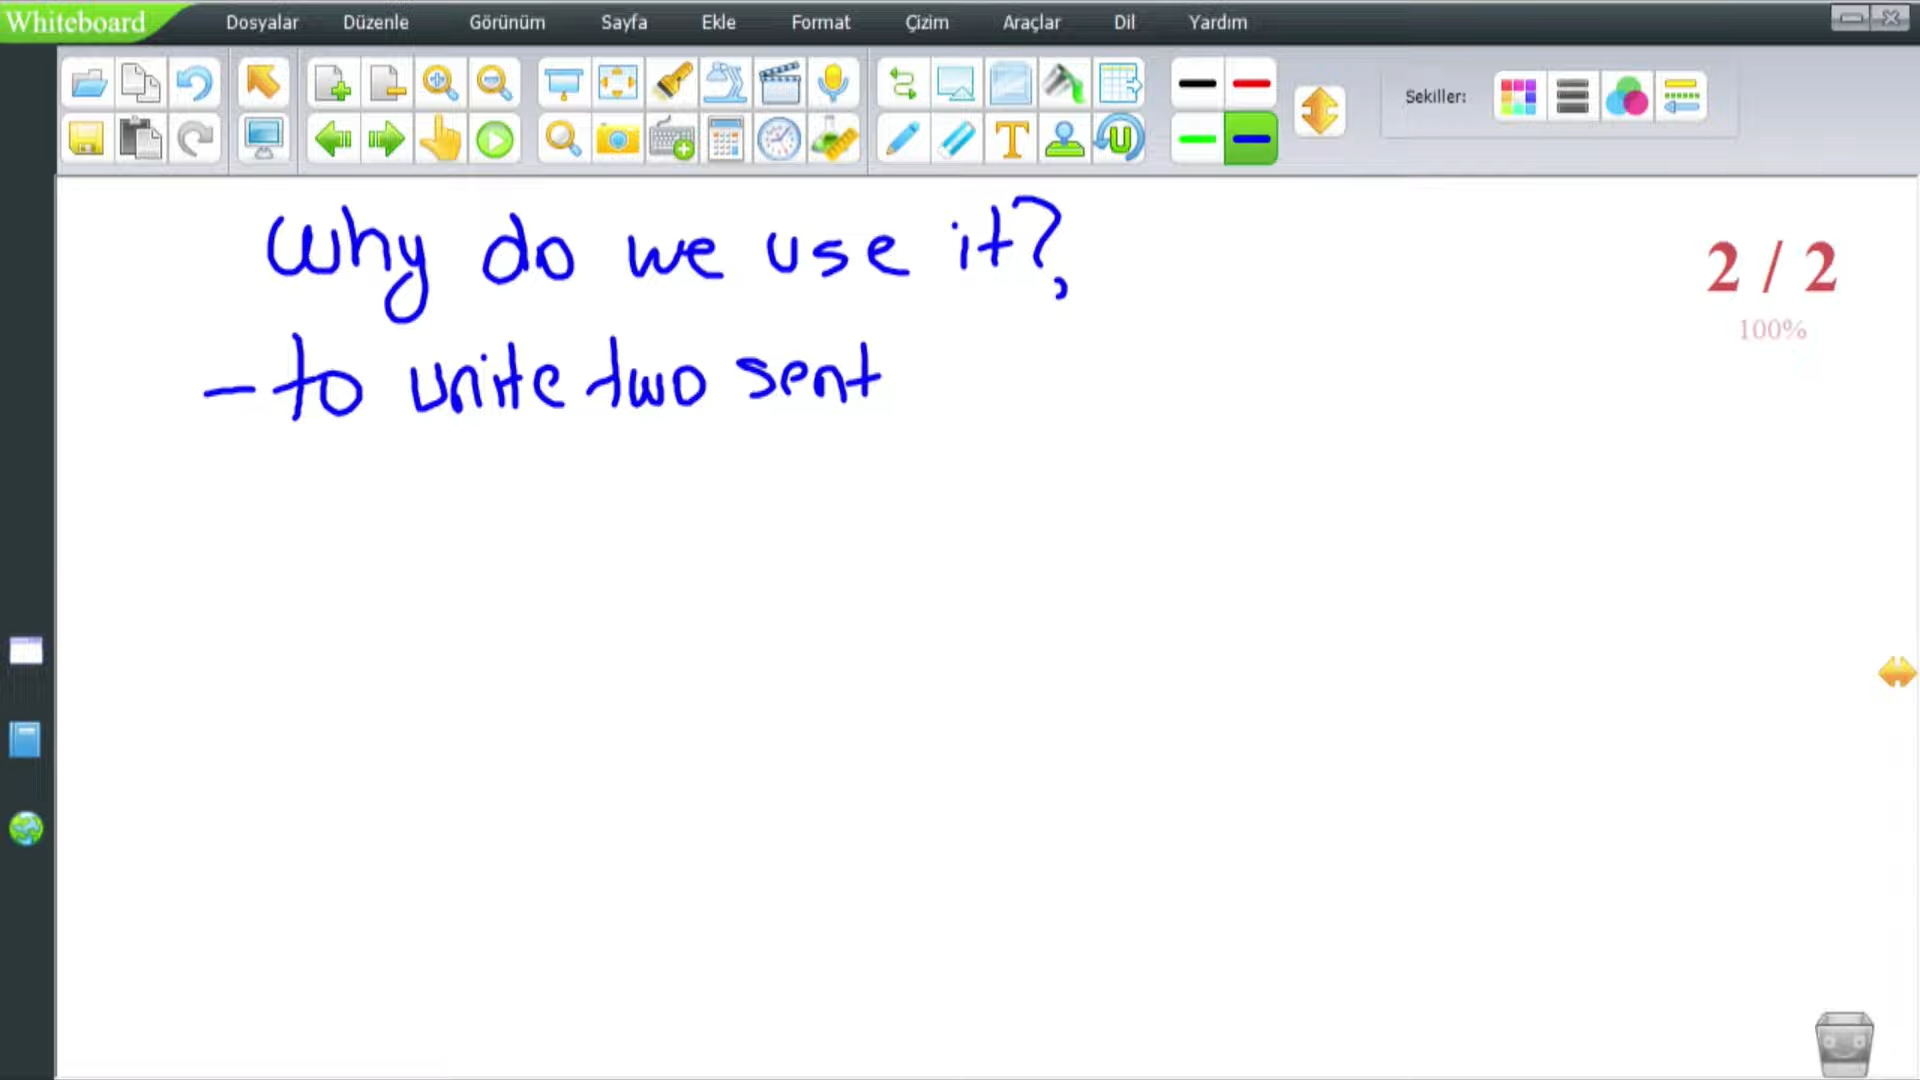 Whiteboard Dosyalar Düzenle Görünüm Sayfa Ekle Format Çizim Araçlar Dil Yardım
Sekiller:
Why do we use it?
2 / 2
100%
- to unite two sent